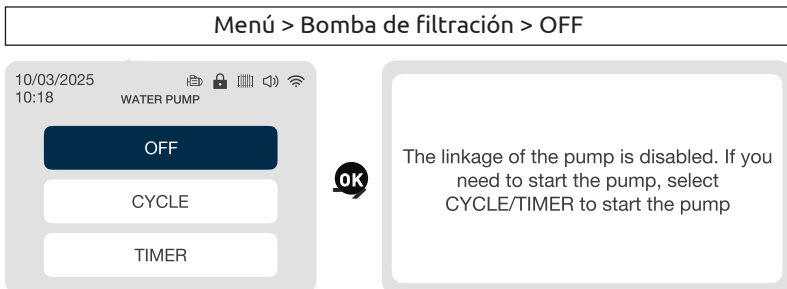 Menú > Bomba de filtración > OFF
10/03/2025
10:18
WATER PUMP
OFF
CYCLE
TIMER
OK
The linkage of the pump is disabled. If you
need to start the pump, select
CYCLE/TIMER to start the pump